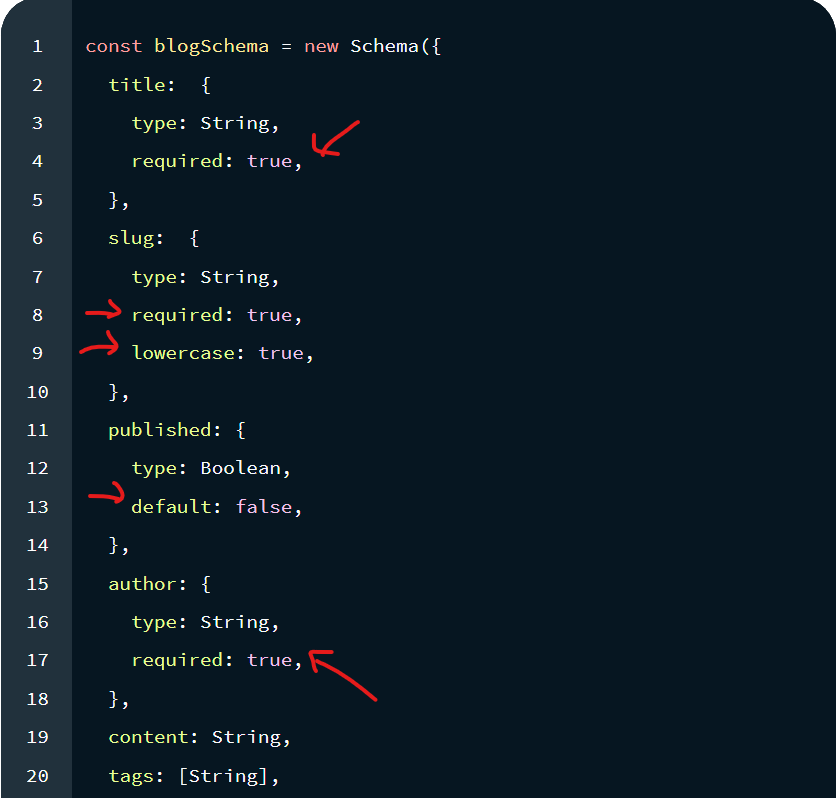 1 const blogSchema = new Schema({
2 title:  {
3 type: String,
4 required: true,
5 },
6 slug:  {
7 type: String,
8 required: true,
9 lowercase: true,
10 },
11 published: {
12 type: Boolean,
13 default: false,
14 },
15 author: {
16 type: String,
17 required: true,
18 },
19 content: String,
20 tags: [String],